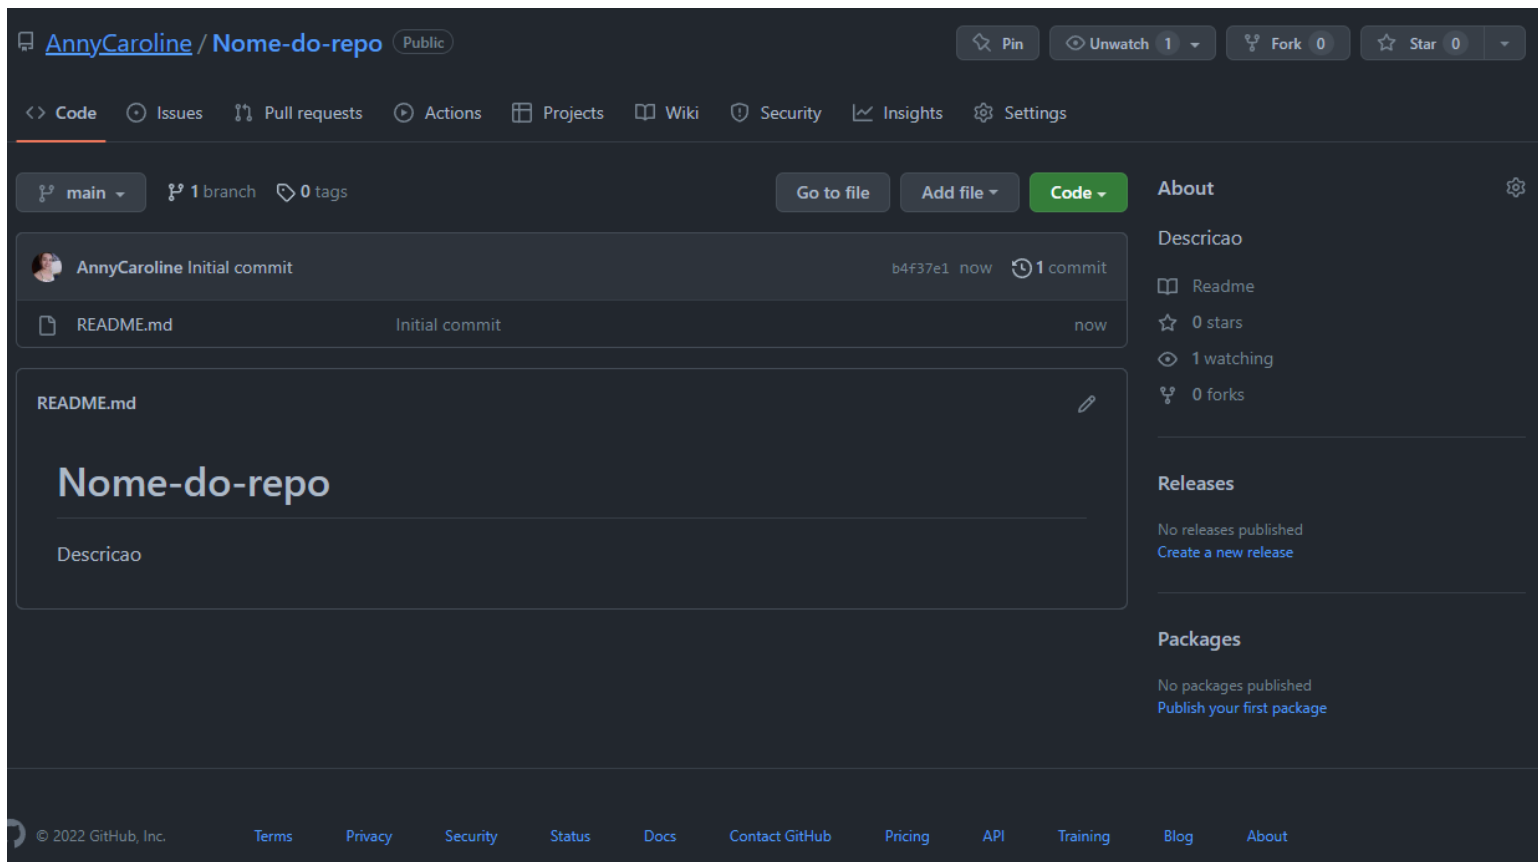 AnnyCaroline / Nome-do-repo Public
Pin
Unwatch 1
Fork 0
Star 0
Code Issues Pull requests Actions Projects Wiki Security Insights Settings
main 1 branch 0 tags
Go to file
Add file
Code
AnnyCaroline Initial commit b4f37e1 now 1 commit
README.md Initial commit now
README.md
Nome-do-repo
Descricao
About
Descricao
Readme
0 stars
1 watching
0 forks
Releases
No releases published
Create a new release
Packages
No packages published
Publish your first package
© 2022 GitHub, Inc. Terms Privacy Security Status Docs Contact GitHub Pricing API Training Blog About